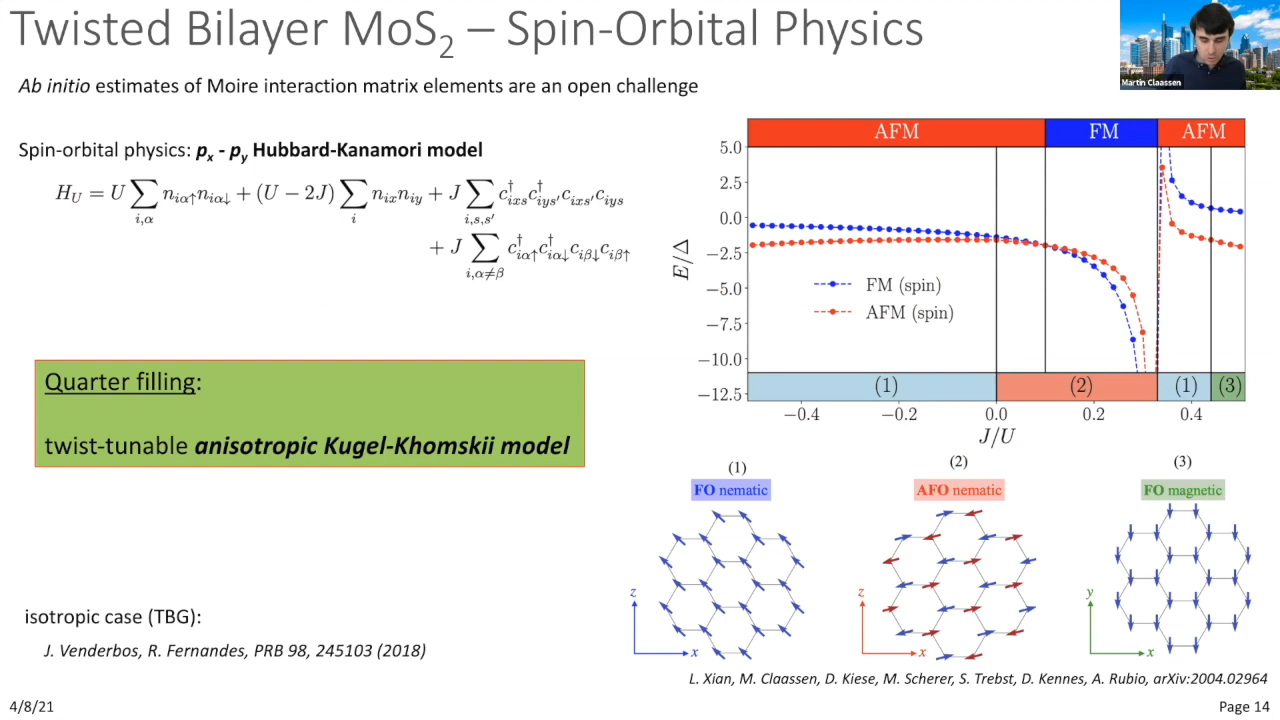 Twisted Bilayer MoS₂ – Spin-Orbital Physics
Martin Claassen
Ab initio estimates of Moire interaction matrix elements are an open challenge
Spin-orbital physics: pₓ - p_y Hubbard-Kanamori model
H_U = U ∑_{i,α} n_{iα↑} n_{iα↓} + (U − 2J) ∑_i n_{ix} n_{iy} + J ∑_{i,s,s′} c†_{ixs} c†_{iys′} c_{ixs′} c_{iys}
+ J ∑_{i,α≠β} c†_{iα↑} c†_{iα↓} c_{iβ↓} c_{iβ↑}
Quarter filling:
twist-tunable anisotropic Kugel-Khomskii model
isotropic case (TBG):
J. Venderbos, R. Fernandes, PRB 98, 245103 (2018)
AFM FM AFM
5.0
2.5
0.0
−2.5
−5.0
−7.5
−10.0
−12.5
E/Δ
FM (spin)
AFM (spin)
(1) (2) (1) (3)
−0.4 −0.2 0.0 0.2 0.4
J/U
(1) (2) (3)
FO nematic AFO nematic FO magnetic
z z y
x x x
L. Xian, M. Claassen, D. Kiese, M. Scherer, S. Trebst, D. Kennes, A. Rubio, arXiv:2004.02964
4/8/21
Page 14